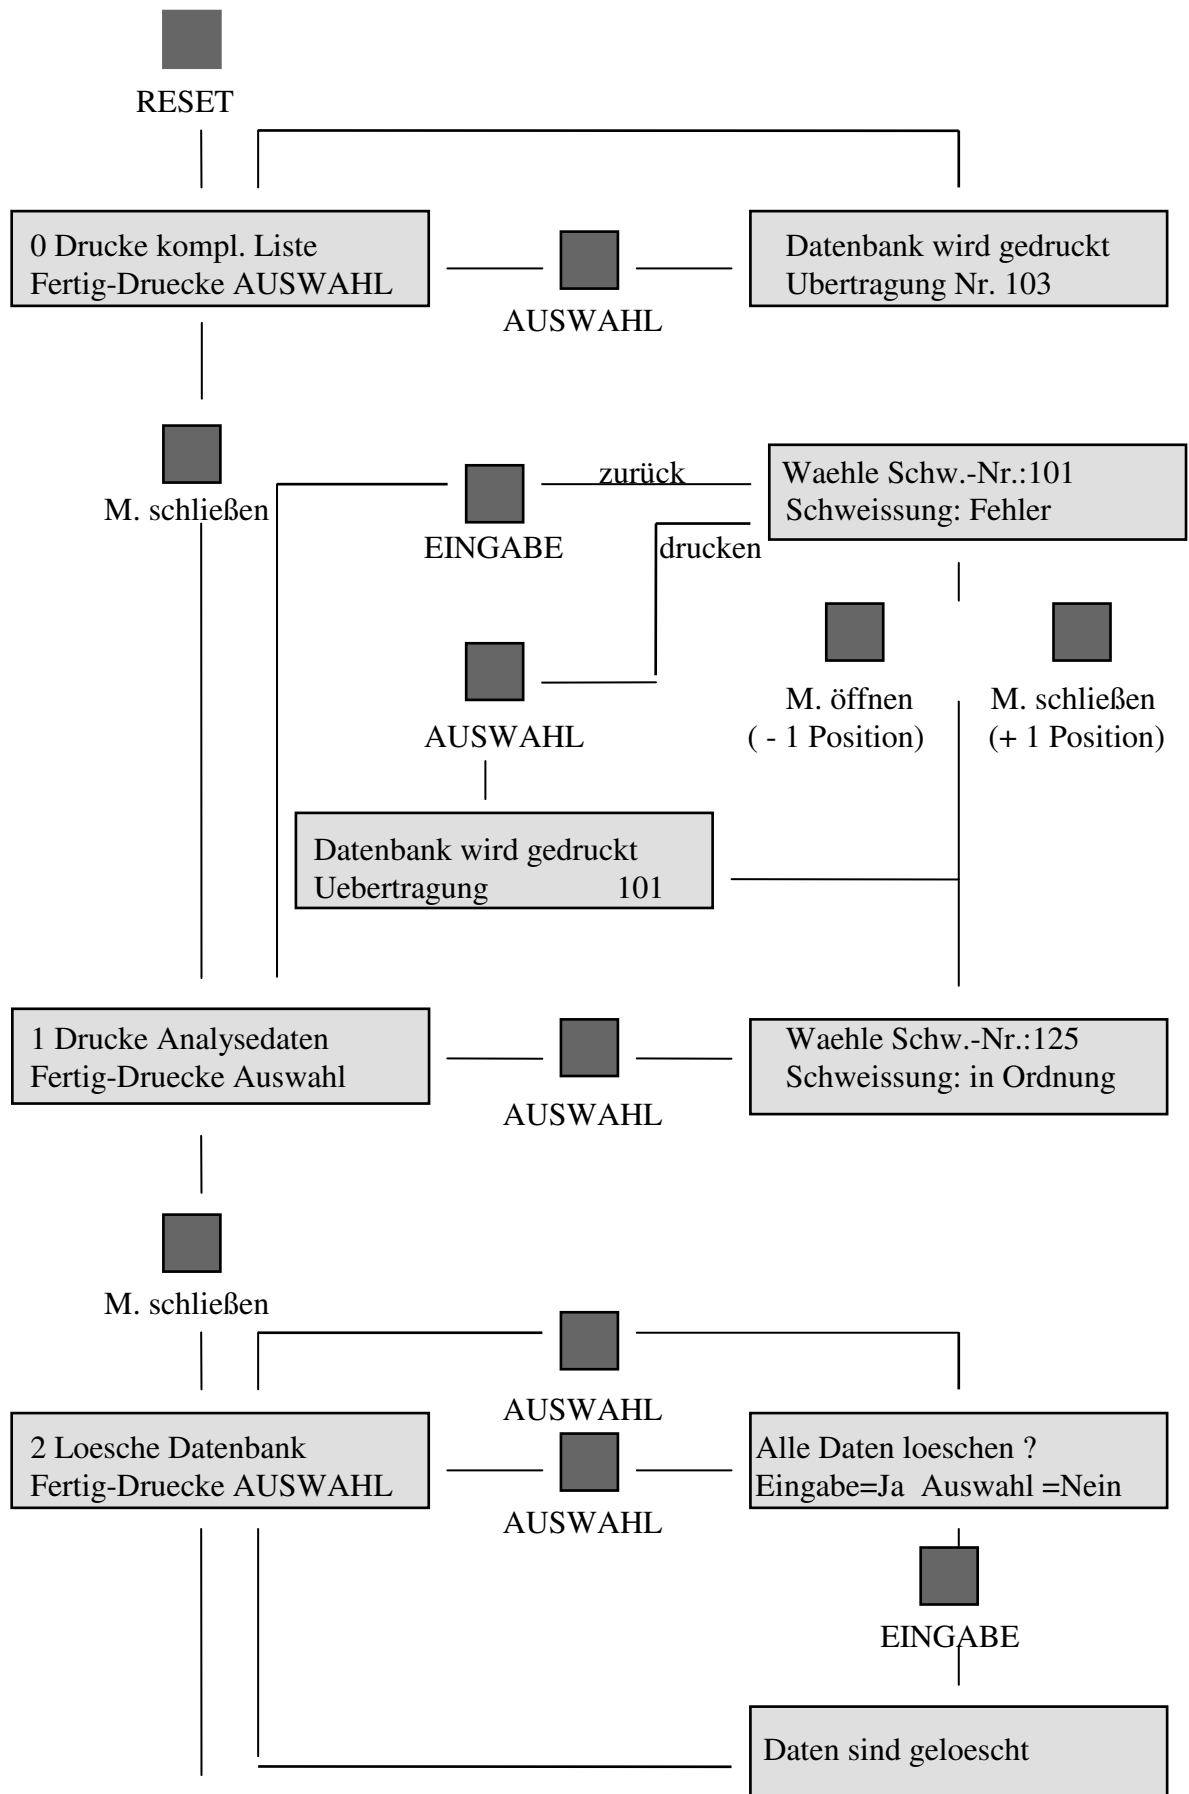 RESET
0 Drucke kompl. Liste
Fertig-Druecke AUSWAHL
AUSWAHL
Datenbank wird gedruckt
Ubertragung Nr. 103
M. schließen
EINGABE
zurück
drucken
Waehle Schw.-Nr.:101
Schweissung: Fehler
AUSWAHL
M. öffnen
( - 1 Position)
M. schließen
(+ 1 Position)
Datenbank wird gedruckt
Uebertragung 101
1 Drucke Analysedaten
Fertig-Druecke Auswahl
AUSWAHL
Waehle Schw.-Nr.:125
Schweissung: in Ordnung
M. schließen
AUSWAHL
2 Loesche Datenbank
Fertig-Druecke AUSWAHL
AUSWAHL
Alle Daten loeschen ?
Eingabe=Ja Auswahl =Nein
EINGABE
Daten sind geloescht